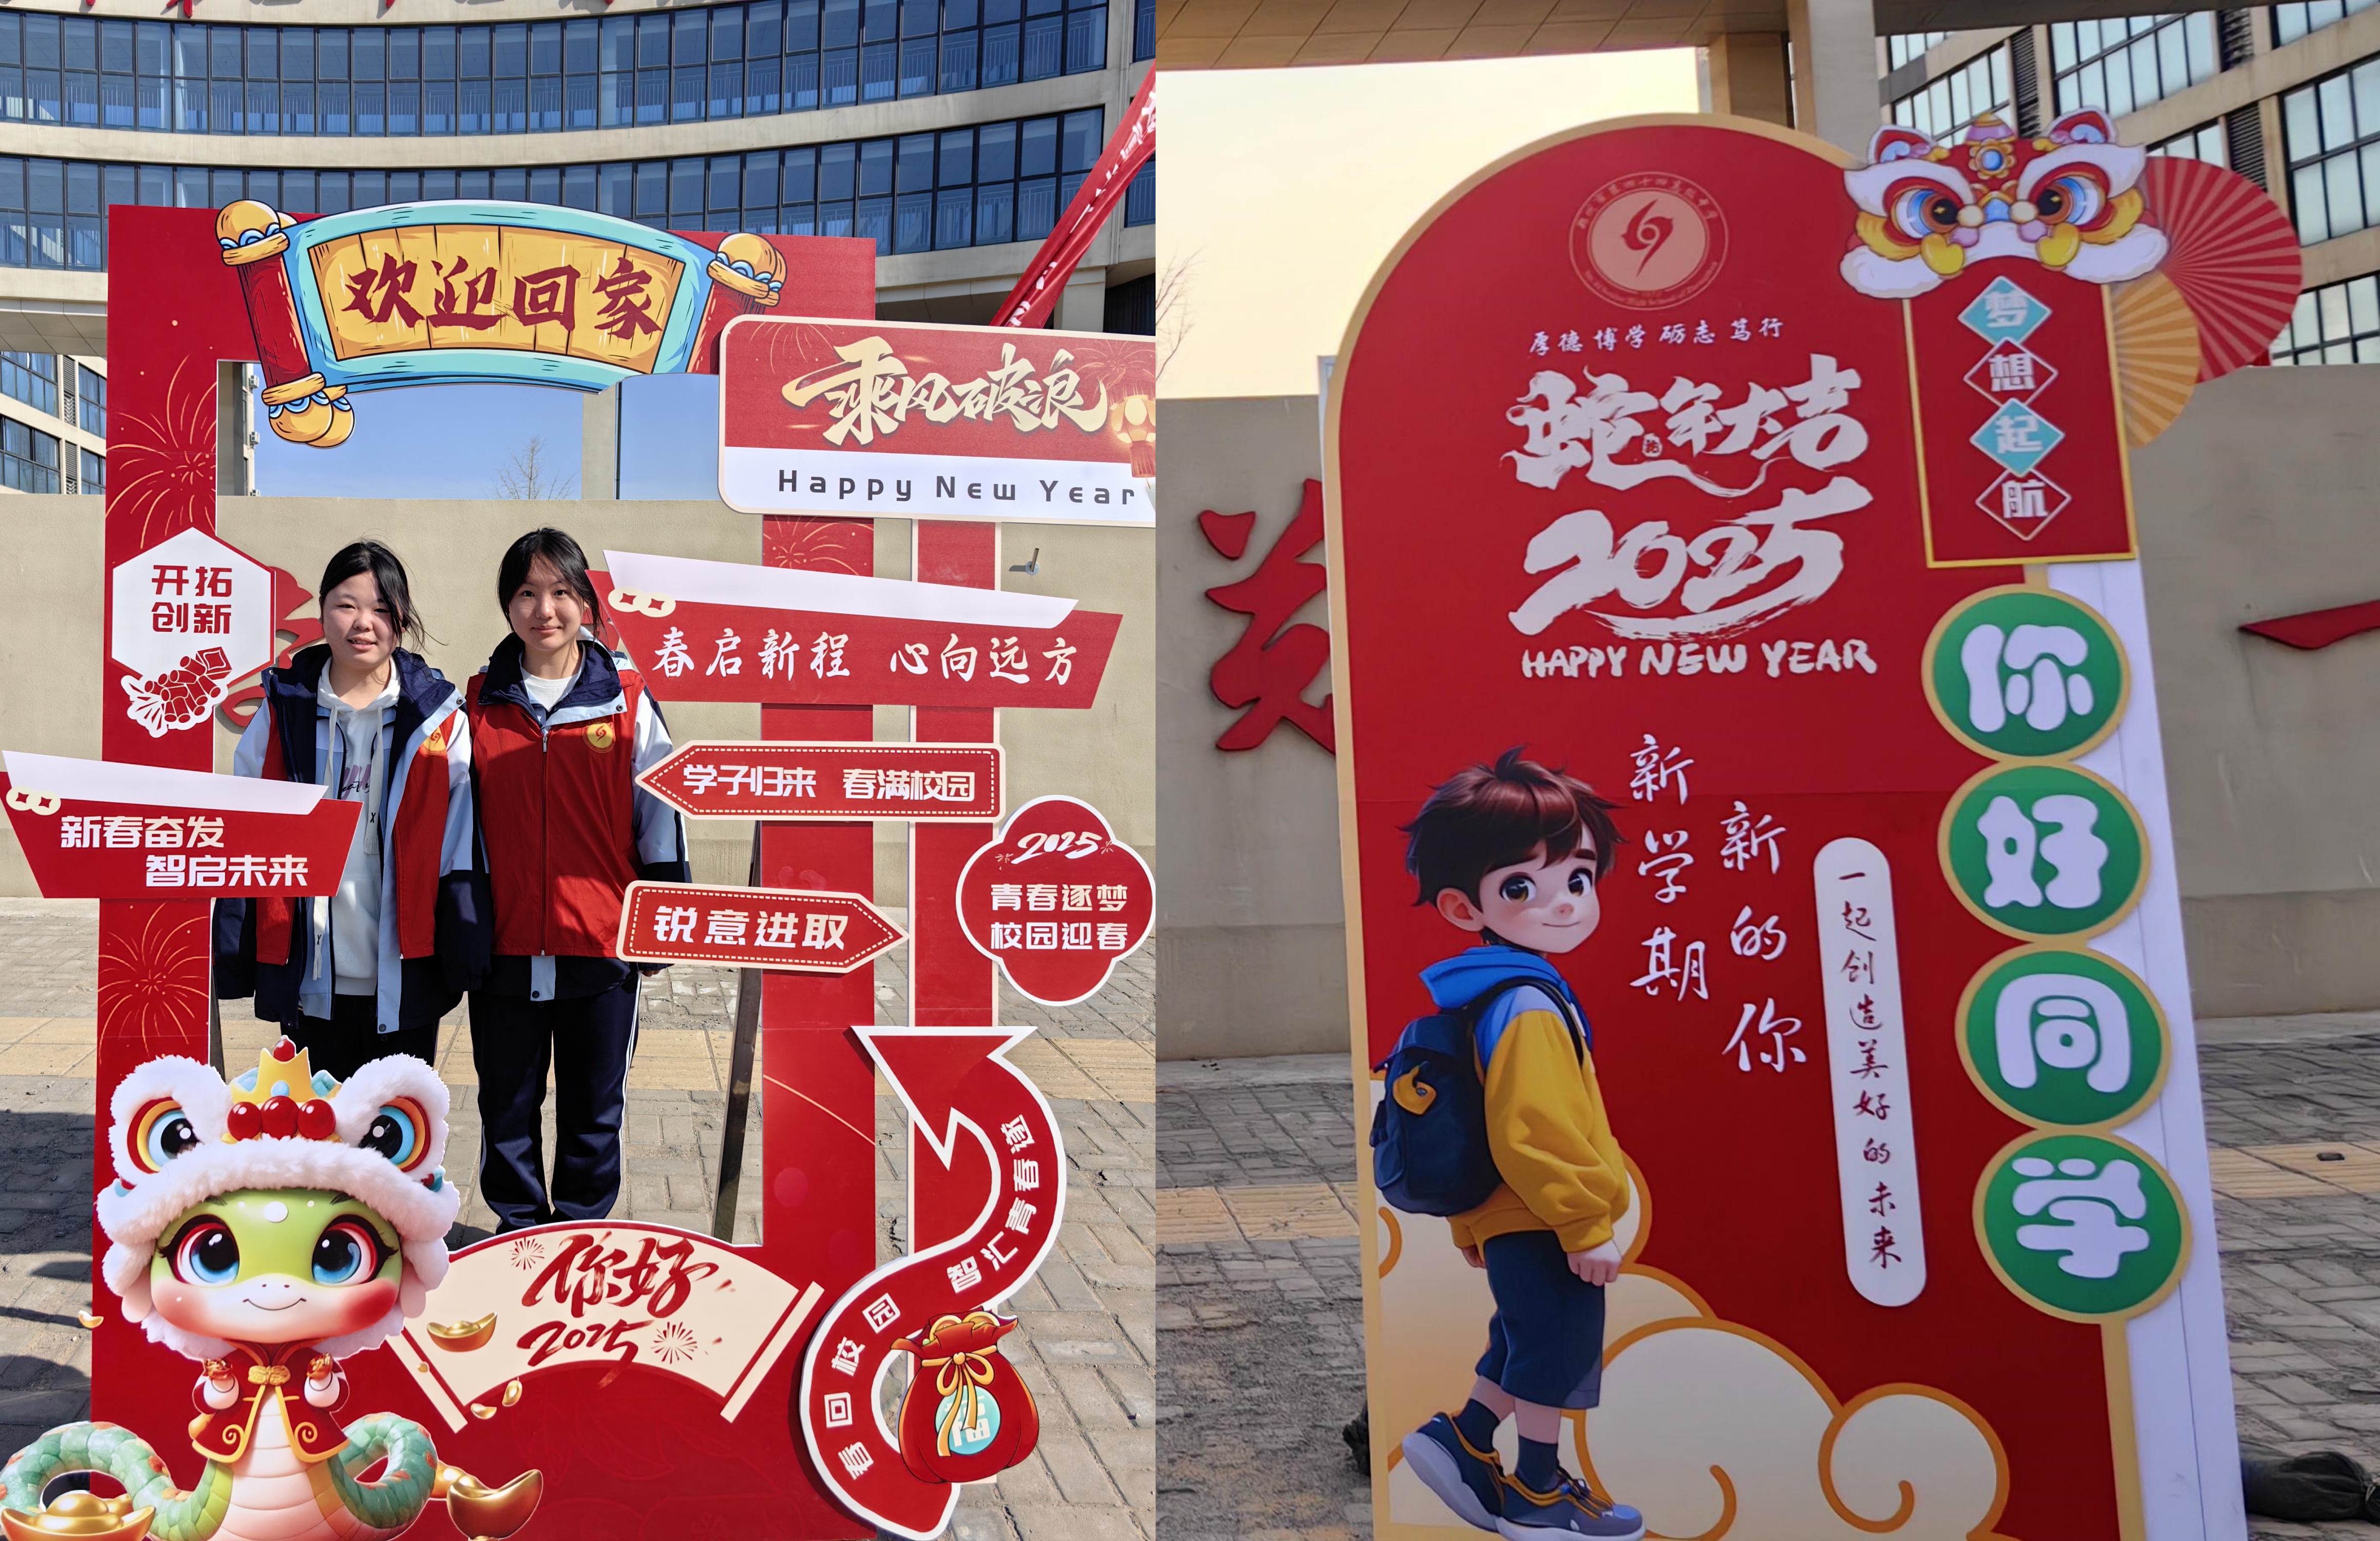 欢迎回家
乘风破浪
Happy New Year
开拓
创新
春启新程 心向远方
学子归来 春满校园
新春奋发
智启未来
2025
青春逐梦
校园迎春
锐意进取
你好
2025
春回校园 智汇青春
福
厚德 博学 砺志 笃行
蛇年大吉
2025
HAPPY NEW YEAR
梦想起航
你好同学
新学期
新的你
一起创造美好的未来